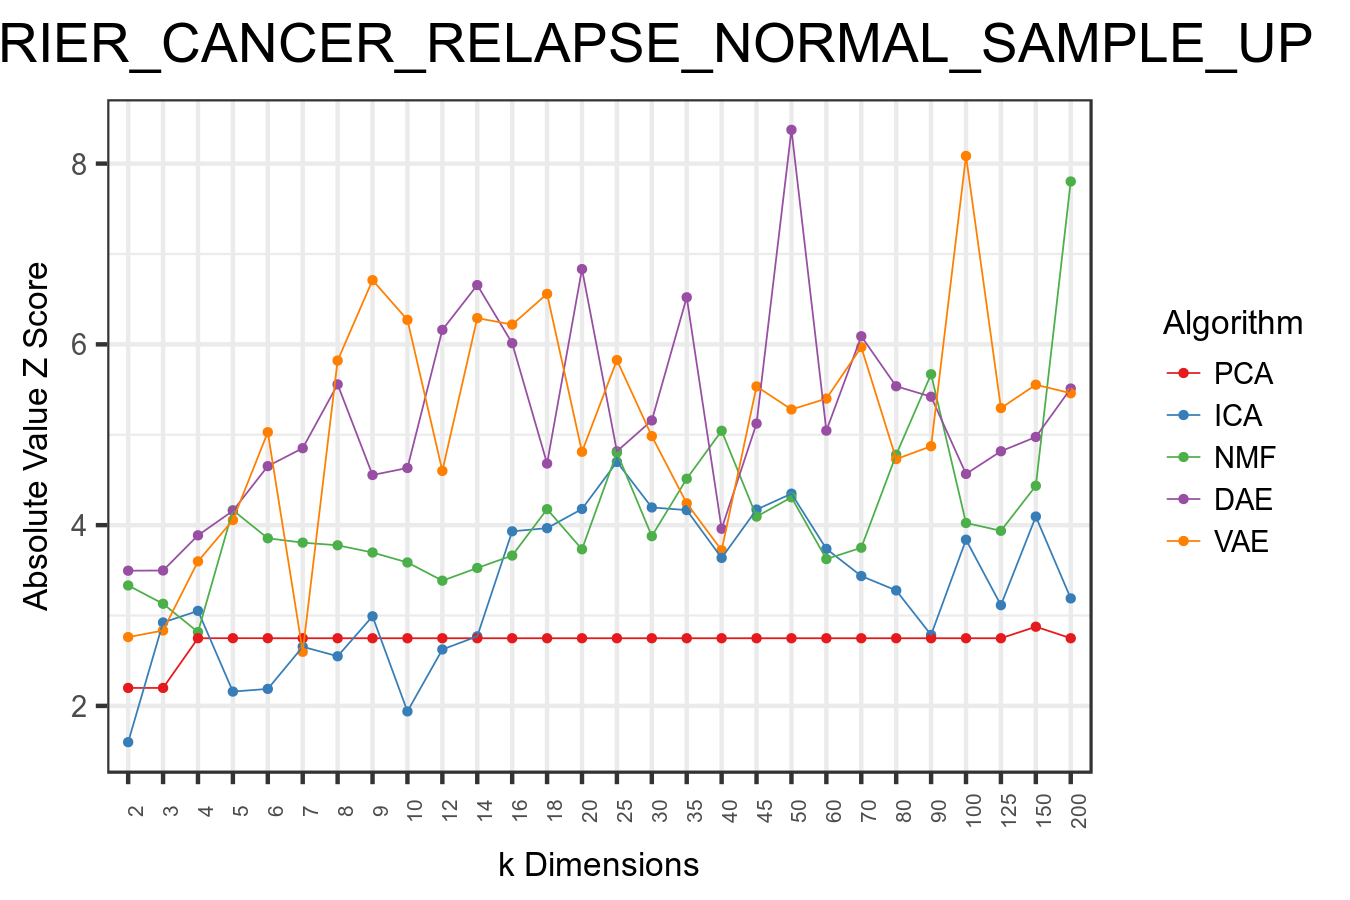 RIER_CANCER_RELAPSE_NORMAL_SAMPLE_UP
Absolute Value Z Score
8
6
4
2
2 3 4 5 6 7 8 9 10 12 14 16 18 20 25 30 35 40 45 50 60 70 80 90 100 125 150 200
k Dimensions
Algorithm
PCA
ICA
NMF
DAE
VAE